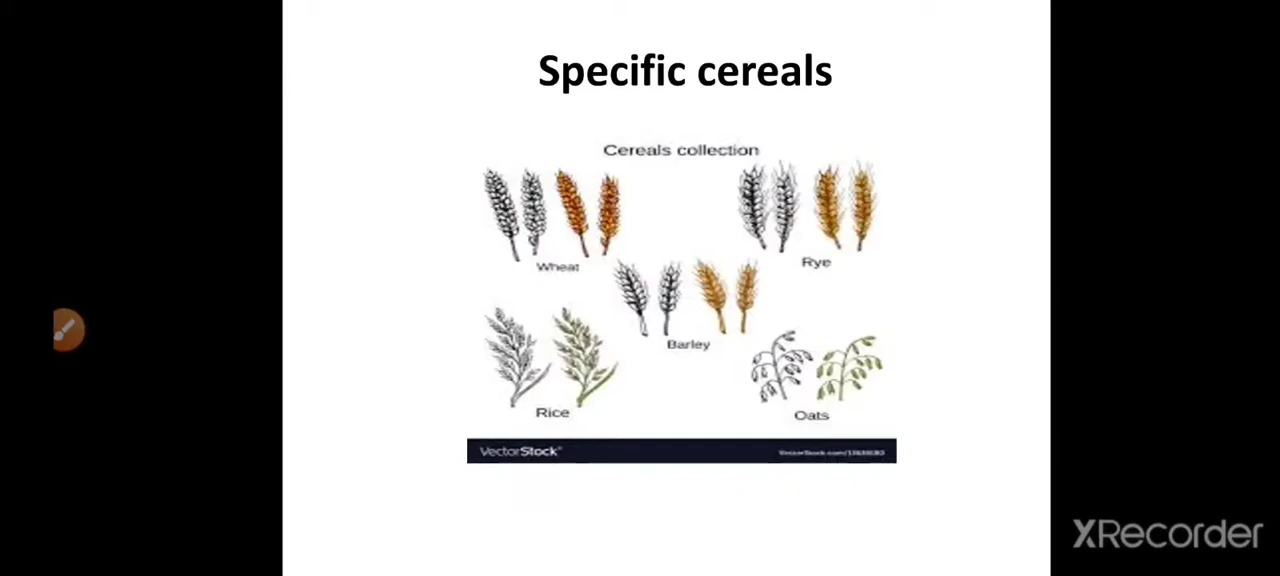 Specific cereals
Cereals collection
Wheat
Rye
Barley
Rice
Oats
VectorStock®
XRecorder